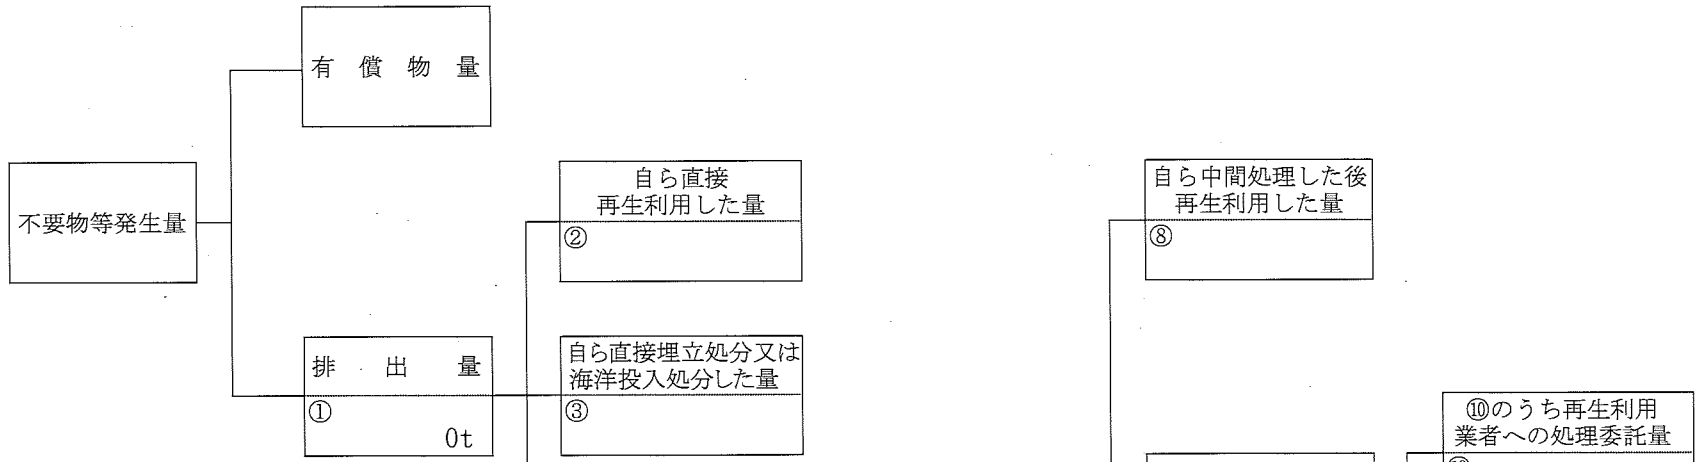 有償物量
不要物等発生量
自ら直接
再生利用した量
②
自ら中間処理した後
再生利用した量
⑧
排出量
①
0t
自ら直接埋立処分又は
海洋投入処分した量
③
⑩のうち再生利用
業者への処理委託量